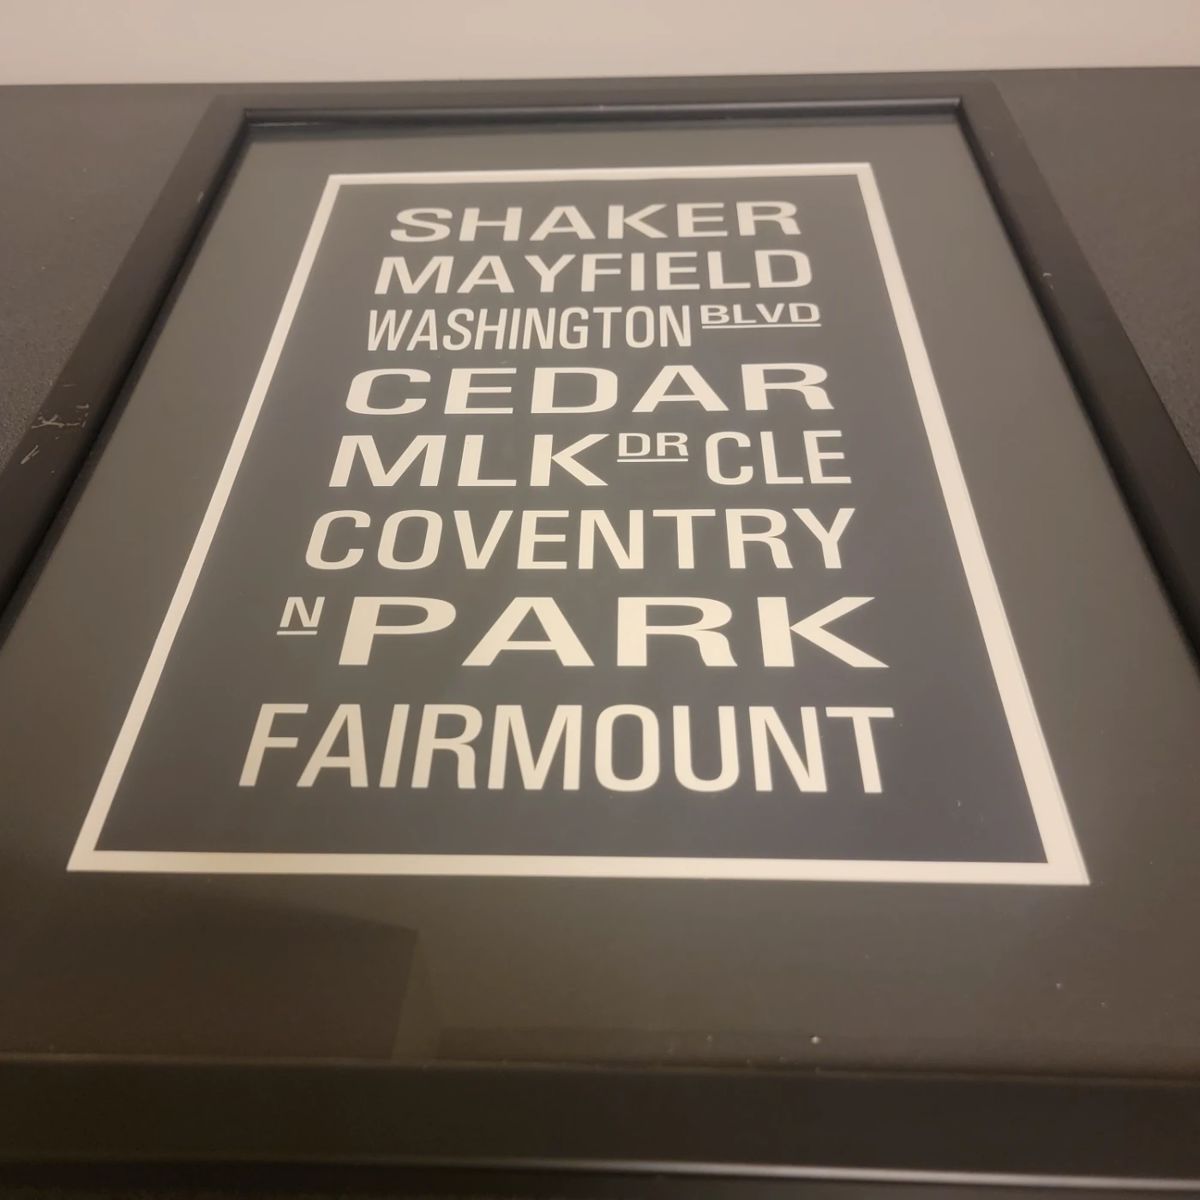 SHAKER
MAYFIELD
WASHINGTON BLVD
CEDAR
MLK DR CLE
COVENTRY
N PARK
FAIRMOUNT